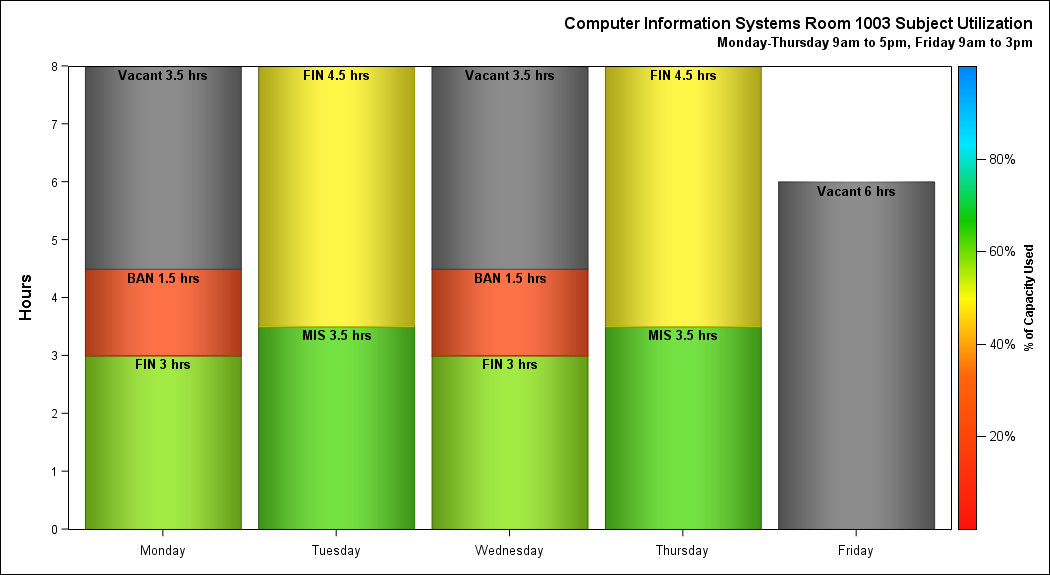 Computer Information Systems Room 1003 Subject Utilization
Monday-Thursday 9am to 5pm, Friday 9am to 3pm
Hours
8
7
6
5
4
3
2
1
0
Vacant 3.5 hrs
BAN 1.5 hrs
FIN 3 hrs
FIN 4.5 hrs
MIS 3.5 hrs
Vacant 3.5 hrs
BAN 1.5 hrs
FIN 3 hrs
FIN 4.5 hrs
MIS 3.5 hrs
Vacant 6 hrs
Monday
Tuesday
Wednesday
Thursday
Friday
80%
60%
40%
20%
% of Capacity Used